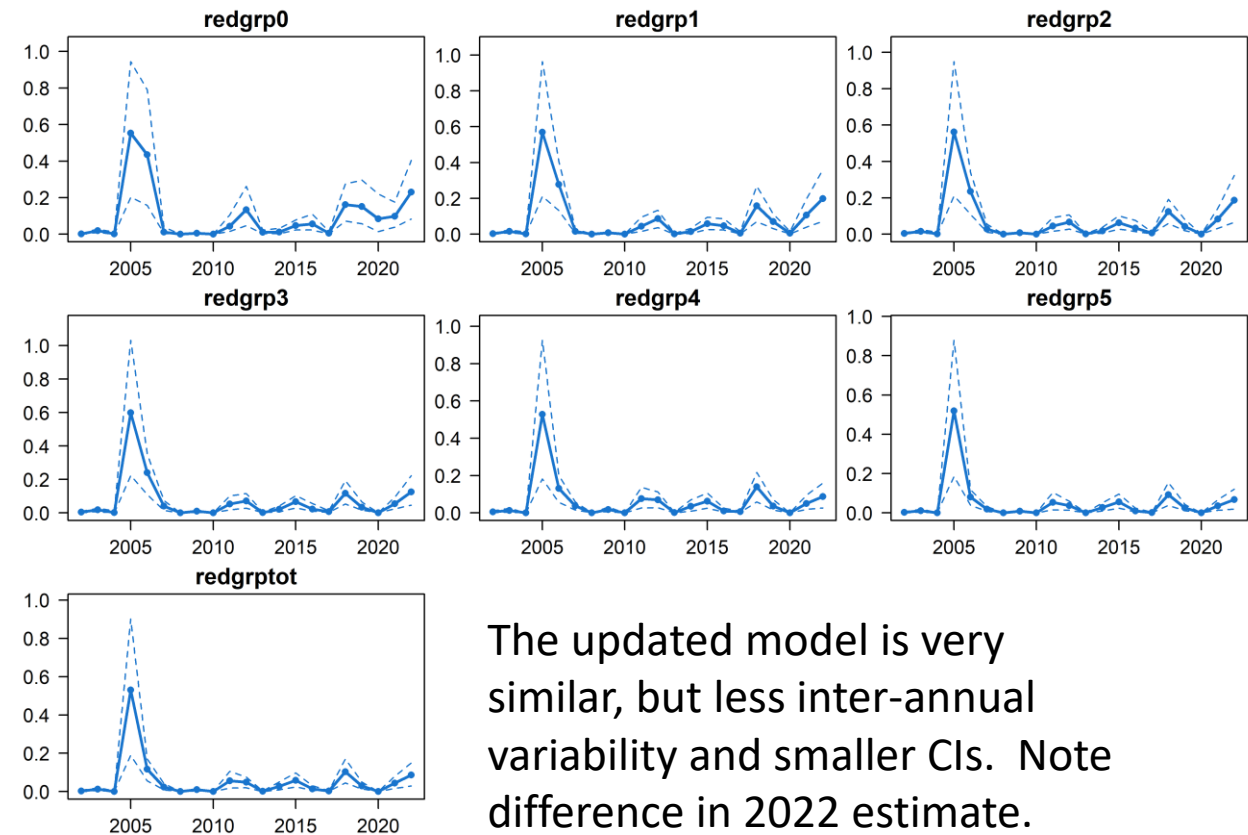 redgrp0
1.0
0.8
0.6
0.4
0.2
0.0
2005 2010 2015 2020
redgrp1
1.0
0.8
0.6
0.4
0.2
0.0
2005 2010 2015 2020
redgrp2
1.0
0.8
0.6
0.4
0.2
0.0
2005 2010 2015 2020
redgrp3
1.0
0.8
0.6
0.4
0.2
0.0
2005 2010 2015 2020
redgrp4
1.0
0.8
0.6
0.4
0.2
0.0
2005 2010 2015 2020
redgrp5
1.0
0.8
0.6
0.4
0.2
0.0
2005 2010 2015 2020
redgrptot
1.0
0.8
0.6
0.4
0.2
0.0
2005 2010 2015 2020
The updated model is very
similar, but less inter-annual
variability and smaller CIs. Note
difference in 2022 estimate.